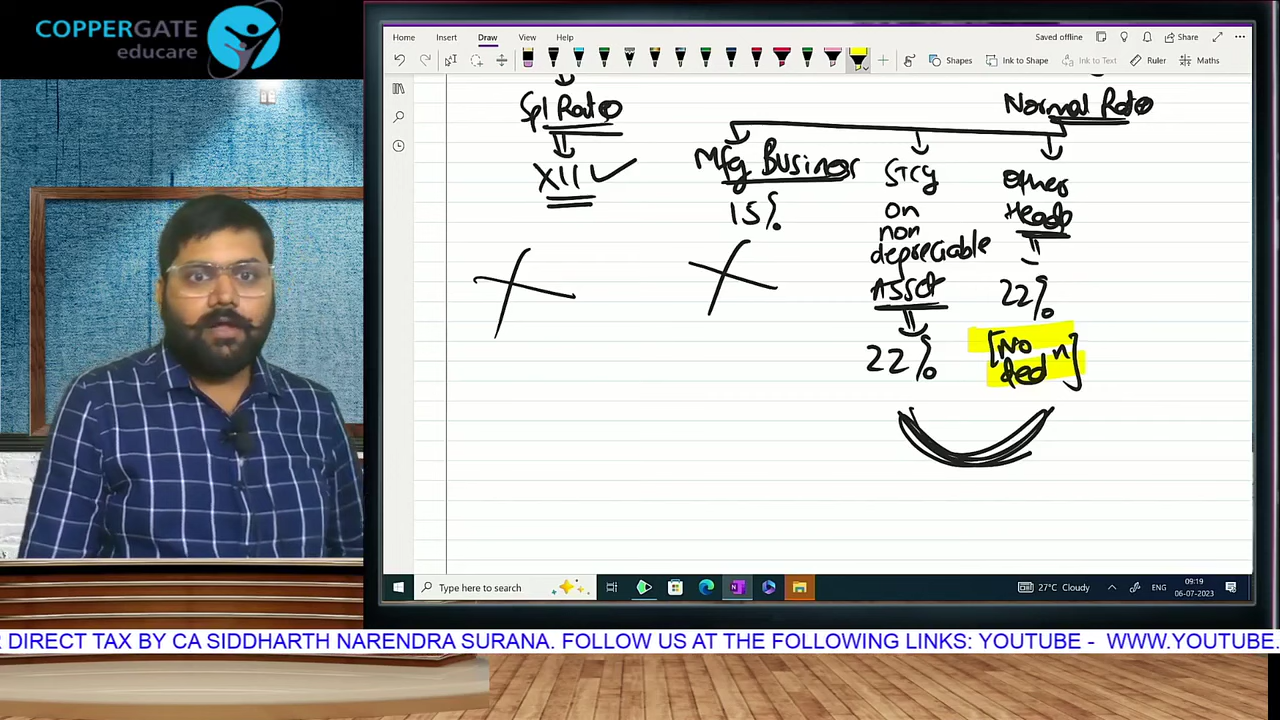 COPPERGATE
educare
Home Insert Draw View Help
Saved offline
Share
Shapes
Ink to Shape
Ink to Text
Ruler
Maths
Spl Rate
XII
Normal Rate
Mfg Business
15%
STCG
on
non
depreciable
Asset
22%
Other
Heads
22%
[No
Dedn]
Type here to search
27°C Cloudy
ENG
09:19
06-07-2023
R DIRECT TAX BY CA SIDDHARTH NARENDRA SURANA. FOLLOW US AT THE FOLLOWING LINKS: YOUTUBE - WWW.YOUTUBE.